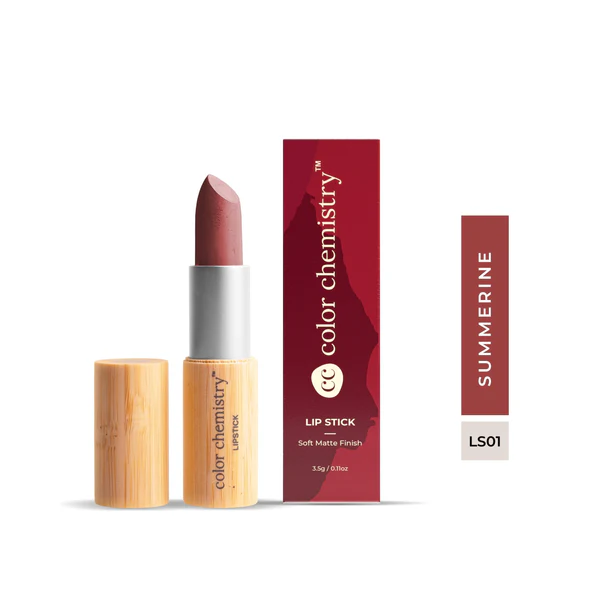 color chemistry™
LIPSTICK
cc color chemistry™
LIP STICK
Soft Matte Finish
3.5g / 0.11oz
SUMMERINE
LS01